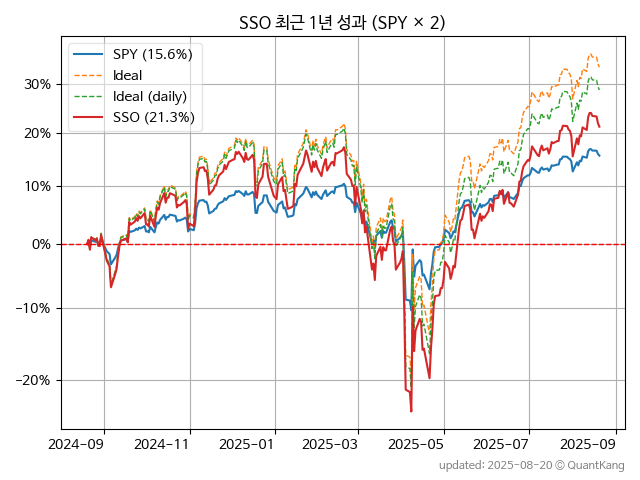 SSO 최근 1년 성과 (SPY × 2)
SPY (15.6%)
Ideal
Ideal (daily)
SSO (21.3%)
30%
20%
10%
0%
−10%
−20%
2024-09
2024-11
2025-01
2025-03
2025-05
2025-07
2025-09
updated: 2025-08-20 © QuantKang